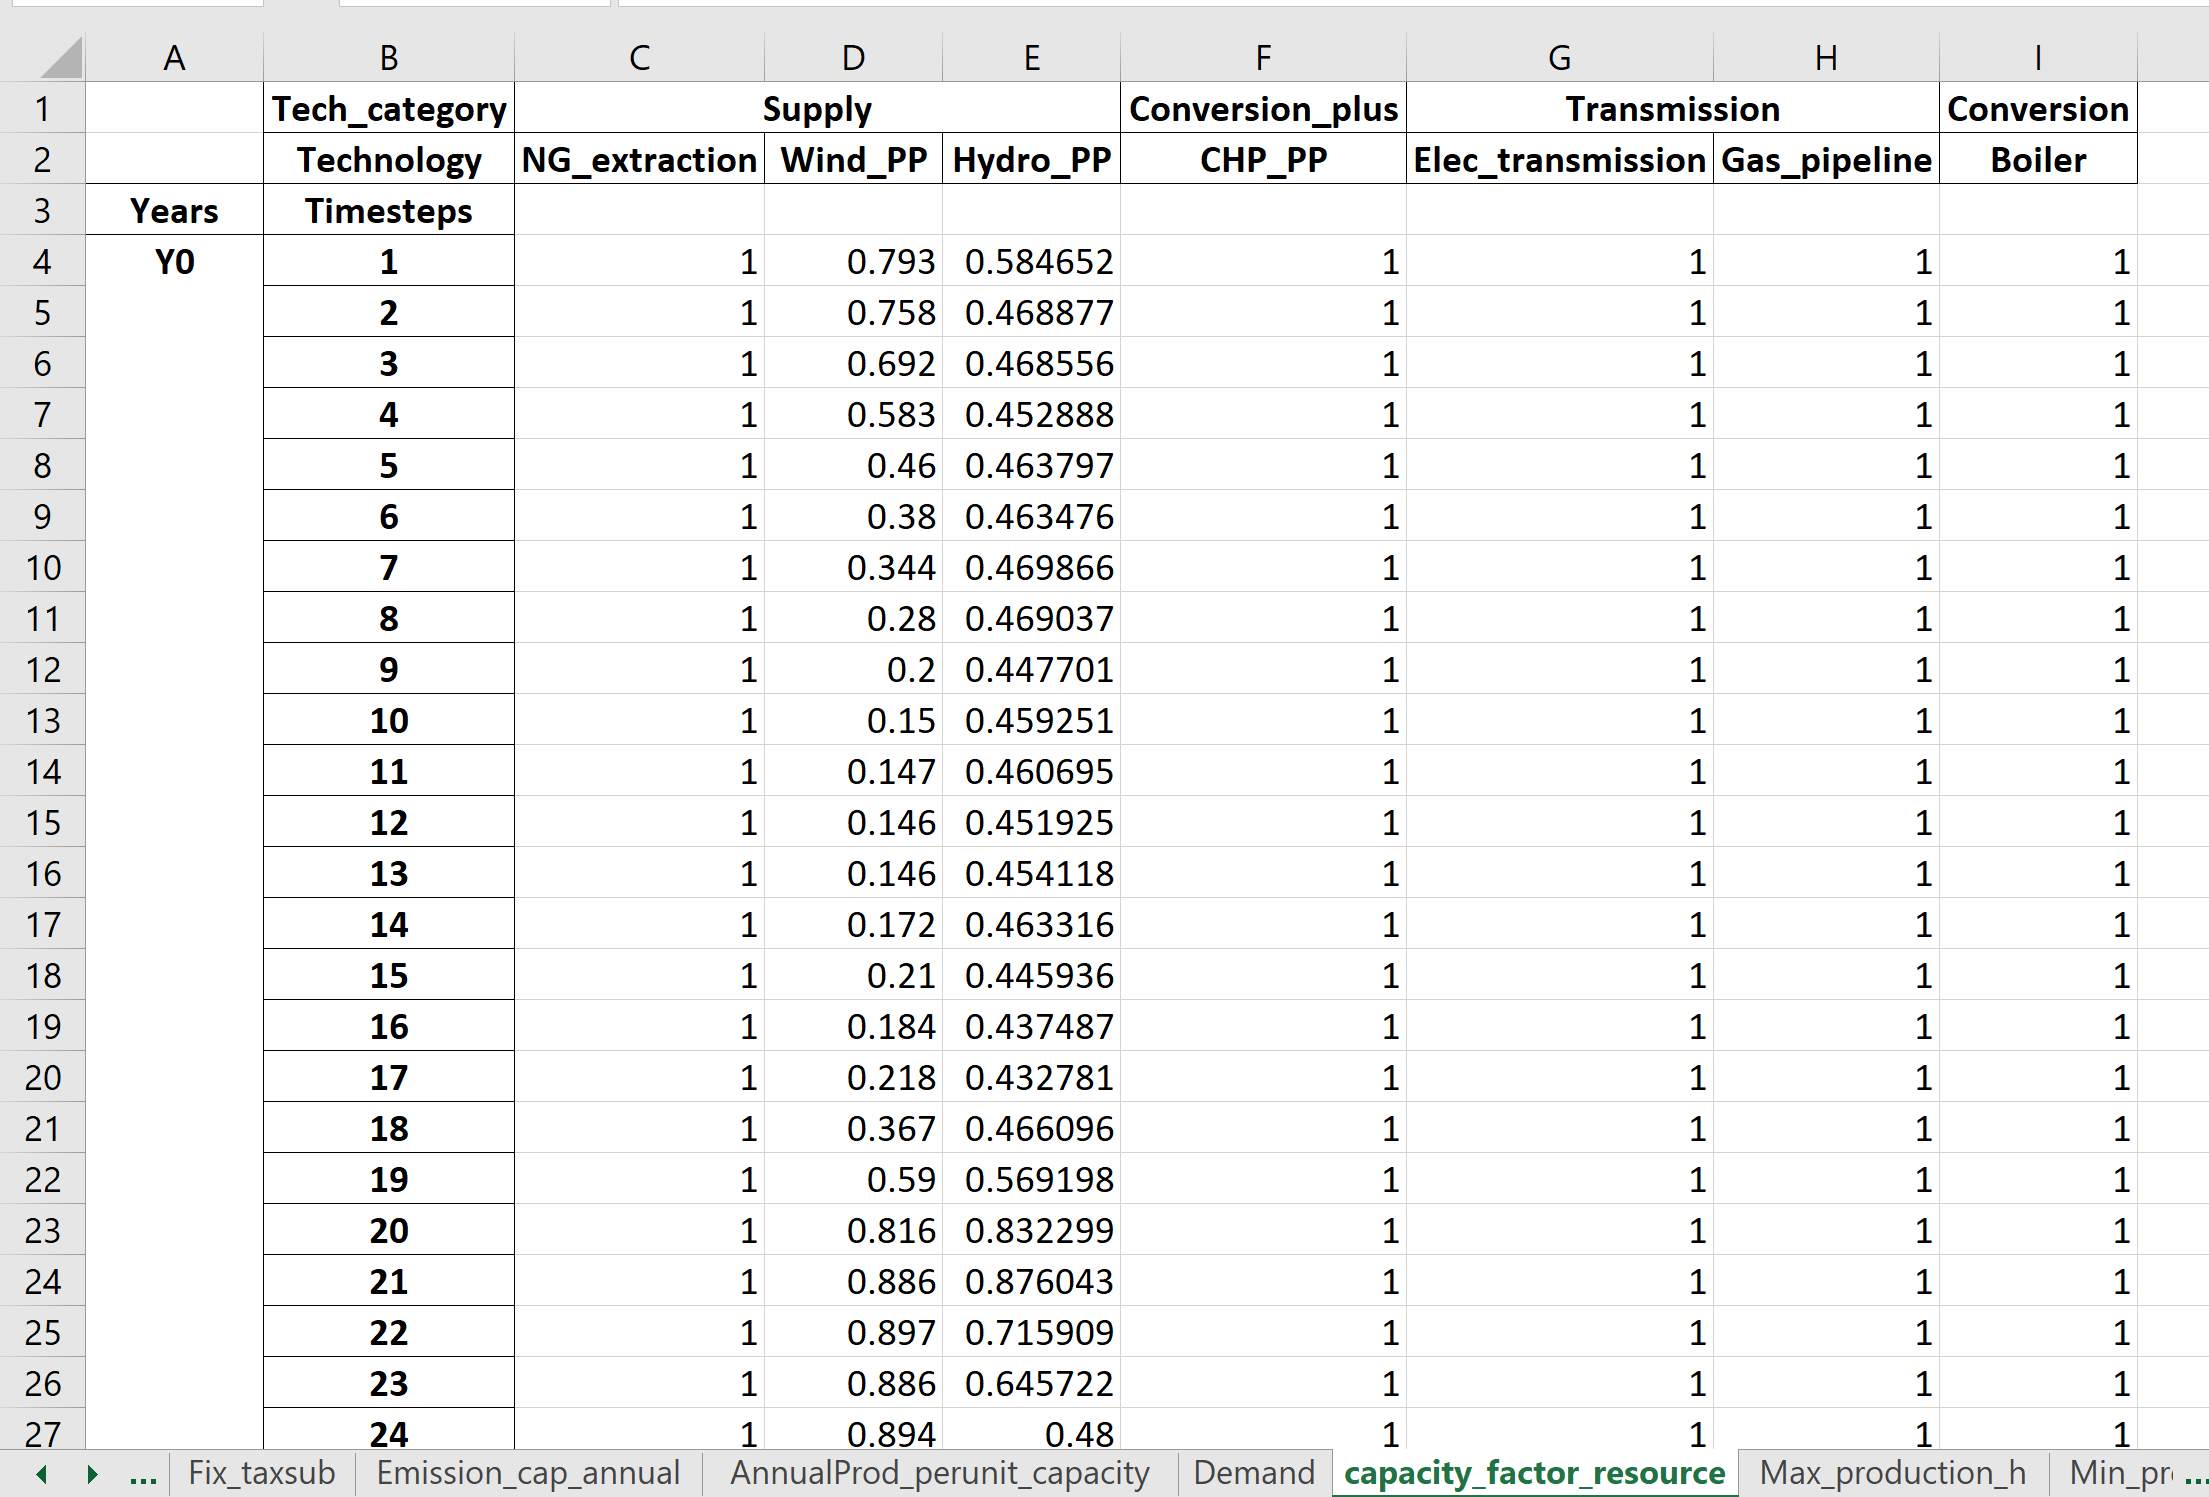 A B C D E F G H I
1 Tech_category Supply Conversion_plus Transmission Conversion
2 Technology NG_extraction Wind_PP Hydro_PP CHP_PP Elec_transmission Gas_pipeline Boiler
3 Years Timesteps
4 Y0 1 1 0.793 0.584652 1 1 1 1
5 2 1 0.758 0.468877 1 1 1 1
6 3 1 0.692 0.468556 1 1 1 1
7 4 1 0.583 0.452888 1 1 1 1
8 5 1 0.46 0.463797 1 1 1 1
9 6 1 0.38 0.463476 1 1 1 1
10 7 1 0.344 0.469866 1 1 1 1
11 8 1 0.28 0.469037 1 1 1 1
12 9 1 0.2 0.447701 1 1 1 1
13 10 1 0.15 0.459251 1 1 1 1
14 11 1 0.147 0.460695 1 1 1 1
15 12 1 0.146 0.451925 1 1 1 1
16 13 1 0.146 0.454118 1 1 1 1
17 14 1 0.172 0.463316 1 1 1 1
18 15 1 0.21 0.445936 1 1 1 1
19 16 1 0.184 0.437487 1 1 1 1
20 17 1 0.218 0.432781 1 1 1 1
21 18 1 0.367 0.466096 1 1 1 1
22 19 1 0.59 0.569198 1 1 1 1
23 20 1 0.816 0.832299 1 1 1 1
24 21 1 0.886 0.876043 1 1 1 1
25 22 1 0.897 0.715909 1 1 1 1
26 23 1 0.886 0.645722 1 1 1 1
27 24 1 0.894 0.48 1 1 1 1
... Fix_taxsub Emission_cap_annual AnnualProd_perunit_capacity Demand capacity_factor_resource Max_production_h Min_pr ...